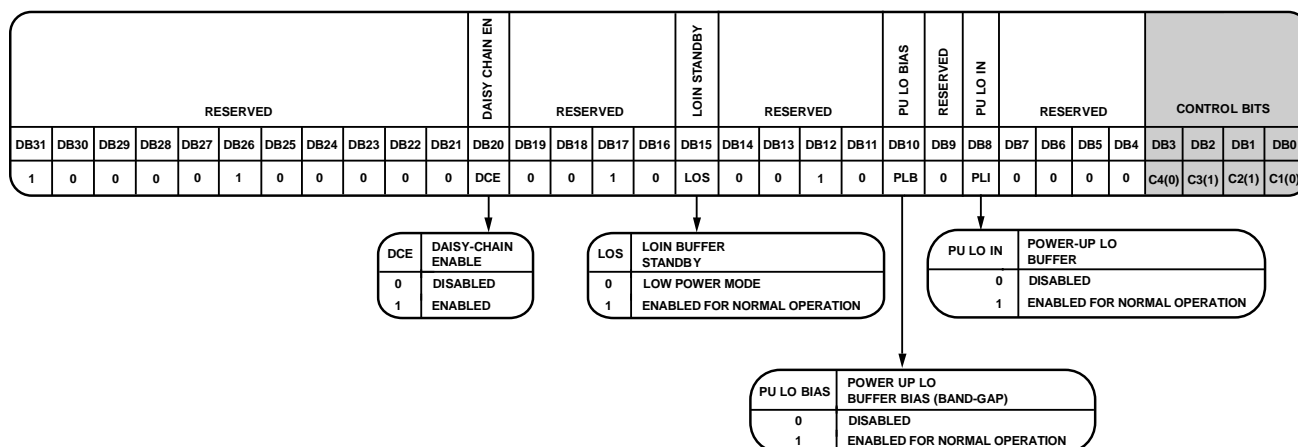 RESERVED DAISY CHAIN EN RESERVED LOIN STANDBY RESERVED PU LO BIAS RESERVED PU LO IN RESERVED CONTROL BITS
DB31 DB30 DB29 DB28 DB27 DB26 DB25 DB24 DB23 DB22 DB21 DB20 DB19 DB18 DB17 DB16 DB15 DB14 DB13 DB12 DB11 DB10 DB9 DB8 DB7 DB6 DB5 DB4 DB3 DB2 DB1 DB0
1 0 0 0 0 1 0 0 0 0 0 DCE 0 0 1 0 LOS 0 0 1 0 PLB 0 PLI 0 0 0 0 C4(0) C3(1) C2(1) C1(0)
DCE DAISY-CHAIN
ENABLE
0 DISABLED
1 ENABLED
LOS LOIN BUFFER
STANDBY
0 LOW POWER MODE
1 ENABLED FOR NORMAL OPERATION
PU LO IN POWER-UP LO
BUFFER
0 DISABLED
1 ENABLED FOR NORMAL OPERATION
PU LO BIAS POWER UP LO
BUFFER BIAS (BAND-GAP)
0 DISABLED
1 ENABLED FOR NORMAL OPERATION